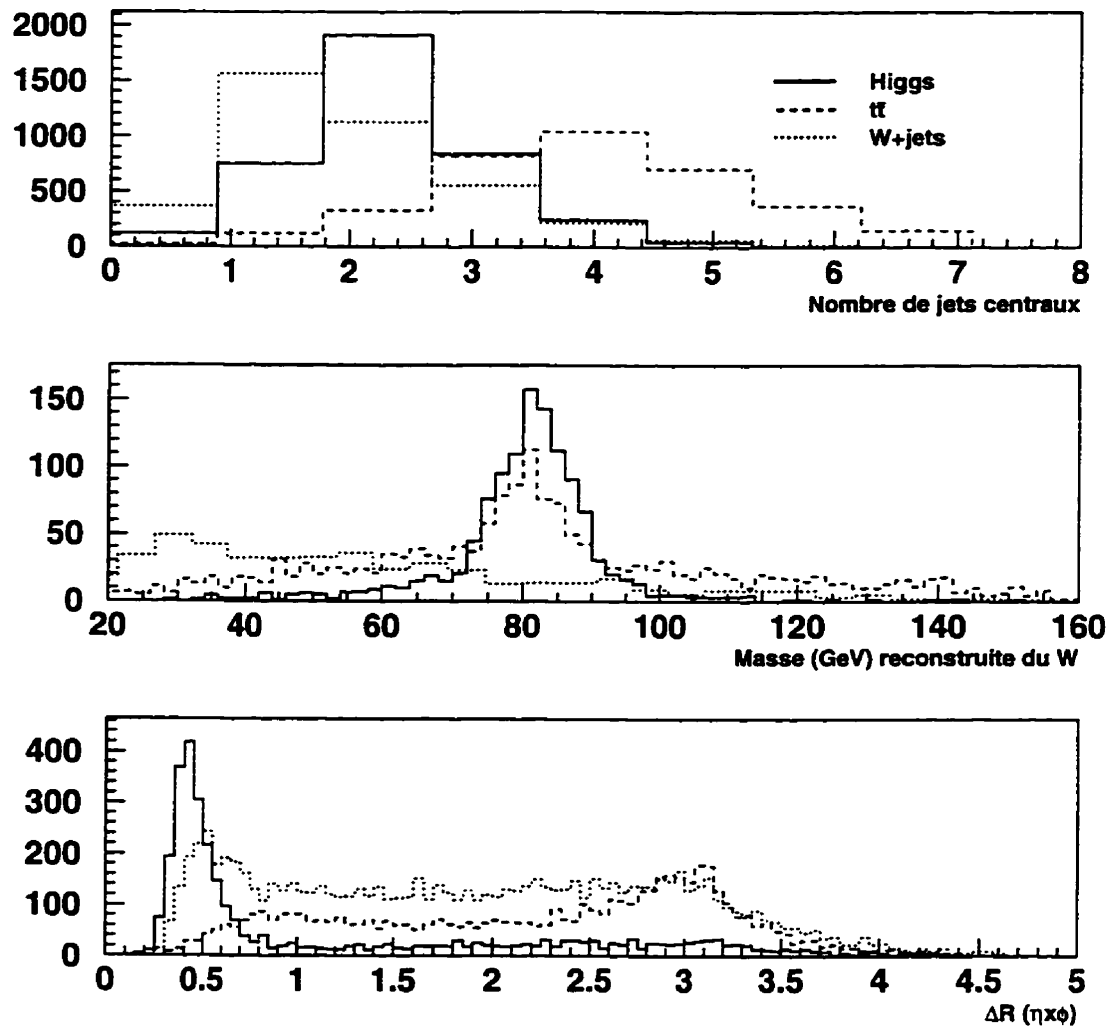 2000
1500
1000
500
0
Higgs
tt̄
W+jets
0 1 2 3 4 5 6 7 8
Nombre de jets centraux
150
100
50
0
20 40 60 80 100 120 140 160
Masse (GeV) reconstruite du W
400
300
200
100
0
0 0.5 1 1.5 2 2.5 3 3.5 4 4.5 5
ΔR (ηxϕ)